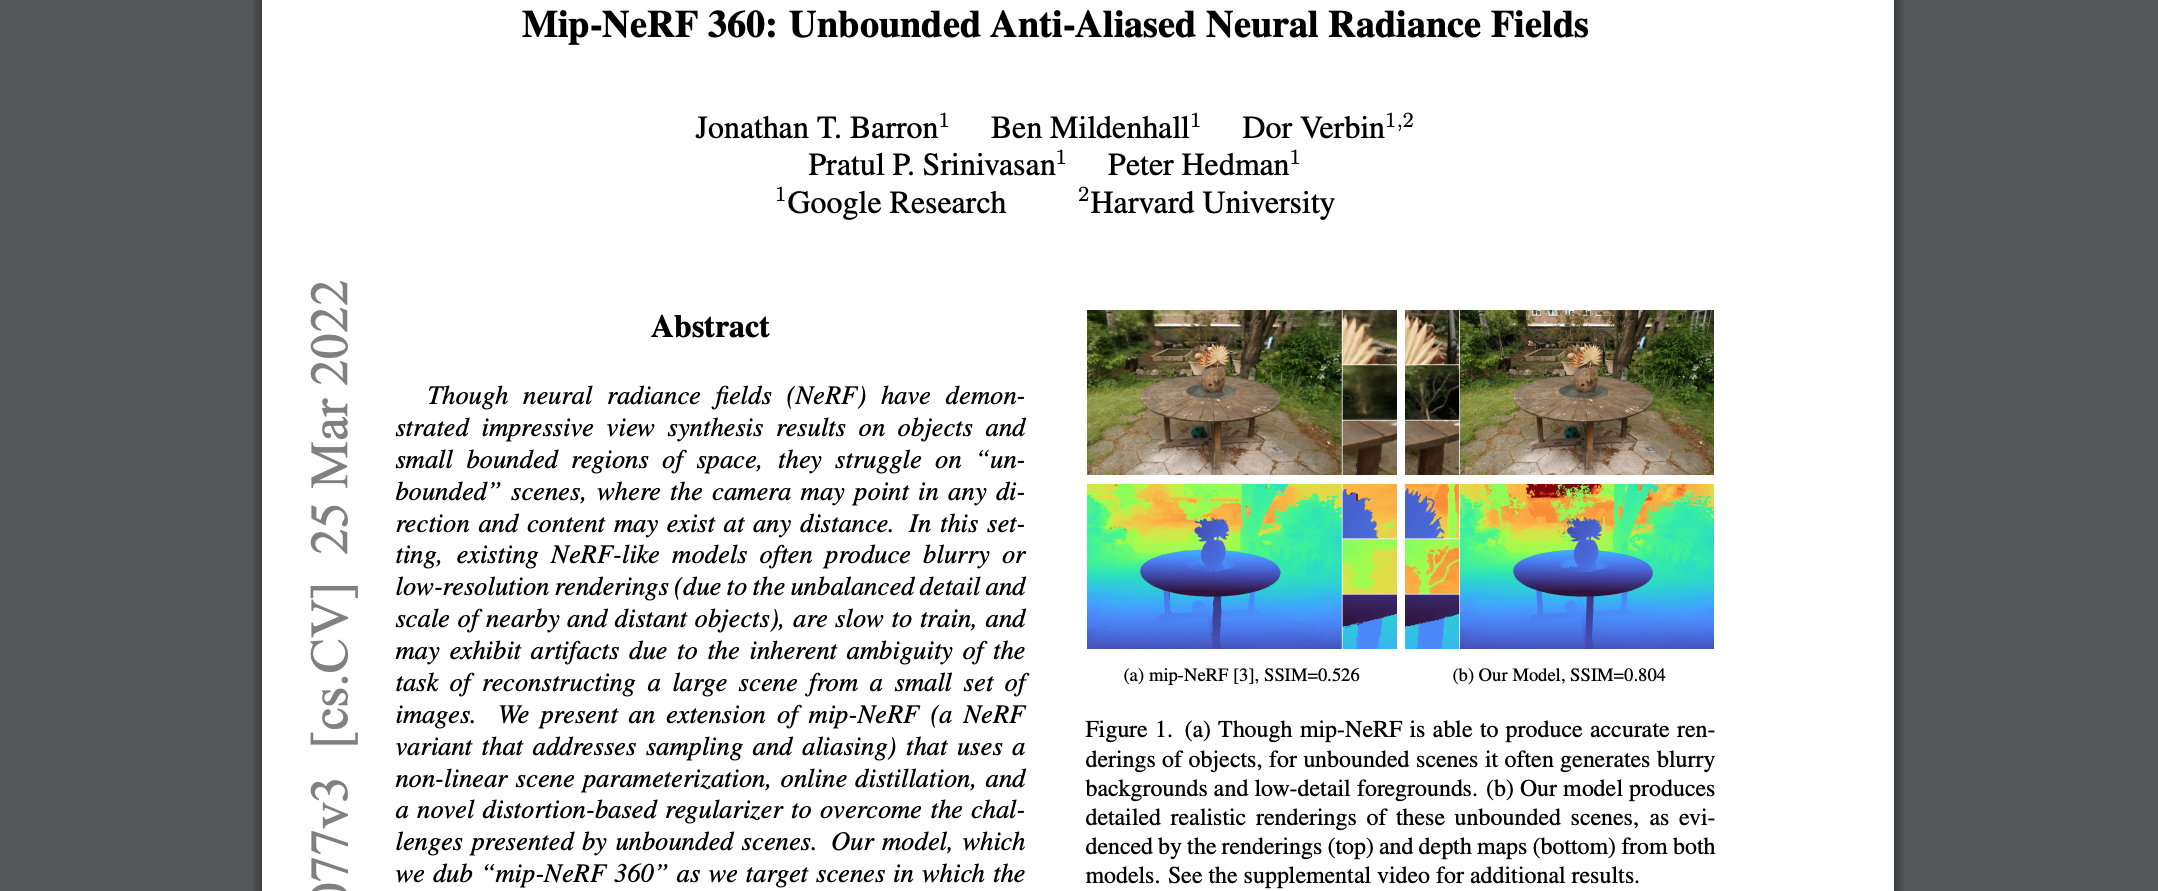 Mip-NeRF 360: Unbounded Anti-Aliased Neural Radiance Fields
Jonathan T. Barron¹ Ben Mildenhall¹ Dor Verbin¹,²
Pratul P. Srinivasan¹ Peter Hedman¹
¹Google Research ²Harvard University
077v3 [cs.CV] 25 Mar 2022
Abstract
Though neural radiance fields (NeRF) have demon-
strated impressive view synthesis results on objects and
small bounded regions of space, they struggle on “un-
bounded” scenes, where the camera may point in any di-
rection and content may exist at any distance. In this set-
ting, existing NeRF-like models often produce blurry or
low-resolution renderings (due to the unbalanced detail and
scale of nearby and distant objects), are slow to train, and
may exhibit artifacts due to the inherent ambiguity of the
task of reconstructing a large scene from a small set of
images. We present an extension of mip-NeRF (a NeRF
variant that addresses sampling and aliasing) that uses a
non-linear scene parameterization, online distillation, and
a novel distortion-based regularizer to overcome the chal-
lenges presented by unbounded scenes. Our model, which
we dub “mip-NeRF 360” as we target scenes in which the
(a) mip-NeRF [3], SSIM=0.526
(b) Our Model, SSIM=0.804
Figure 1. (a) Though mip-NeRF is able to produce accurate ren-
derings of objects, for unbounded scenes it often generates blurry
backgrounds and low-detail foregrounds. (b) Our model produces
detailed realistic renderings of these unbounded scenes, as evi-
denced by the renderings (top) and depth maps (bottom) from both
models. See the supplemental video for additional results.